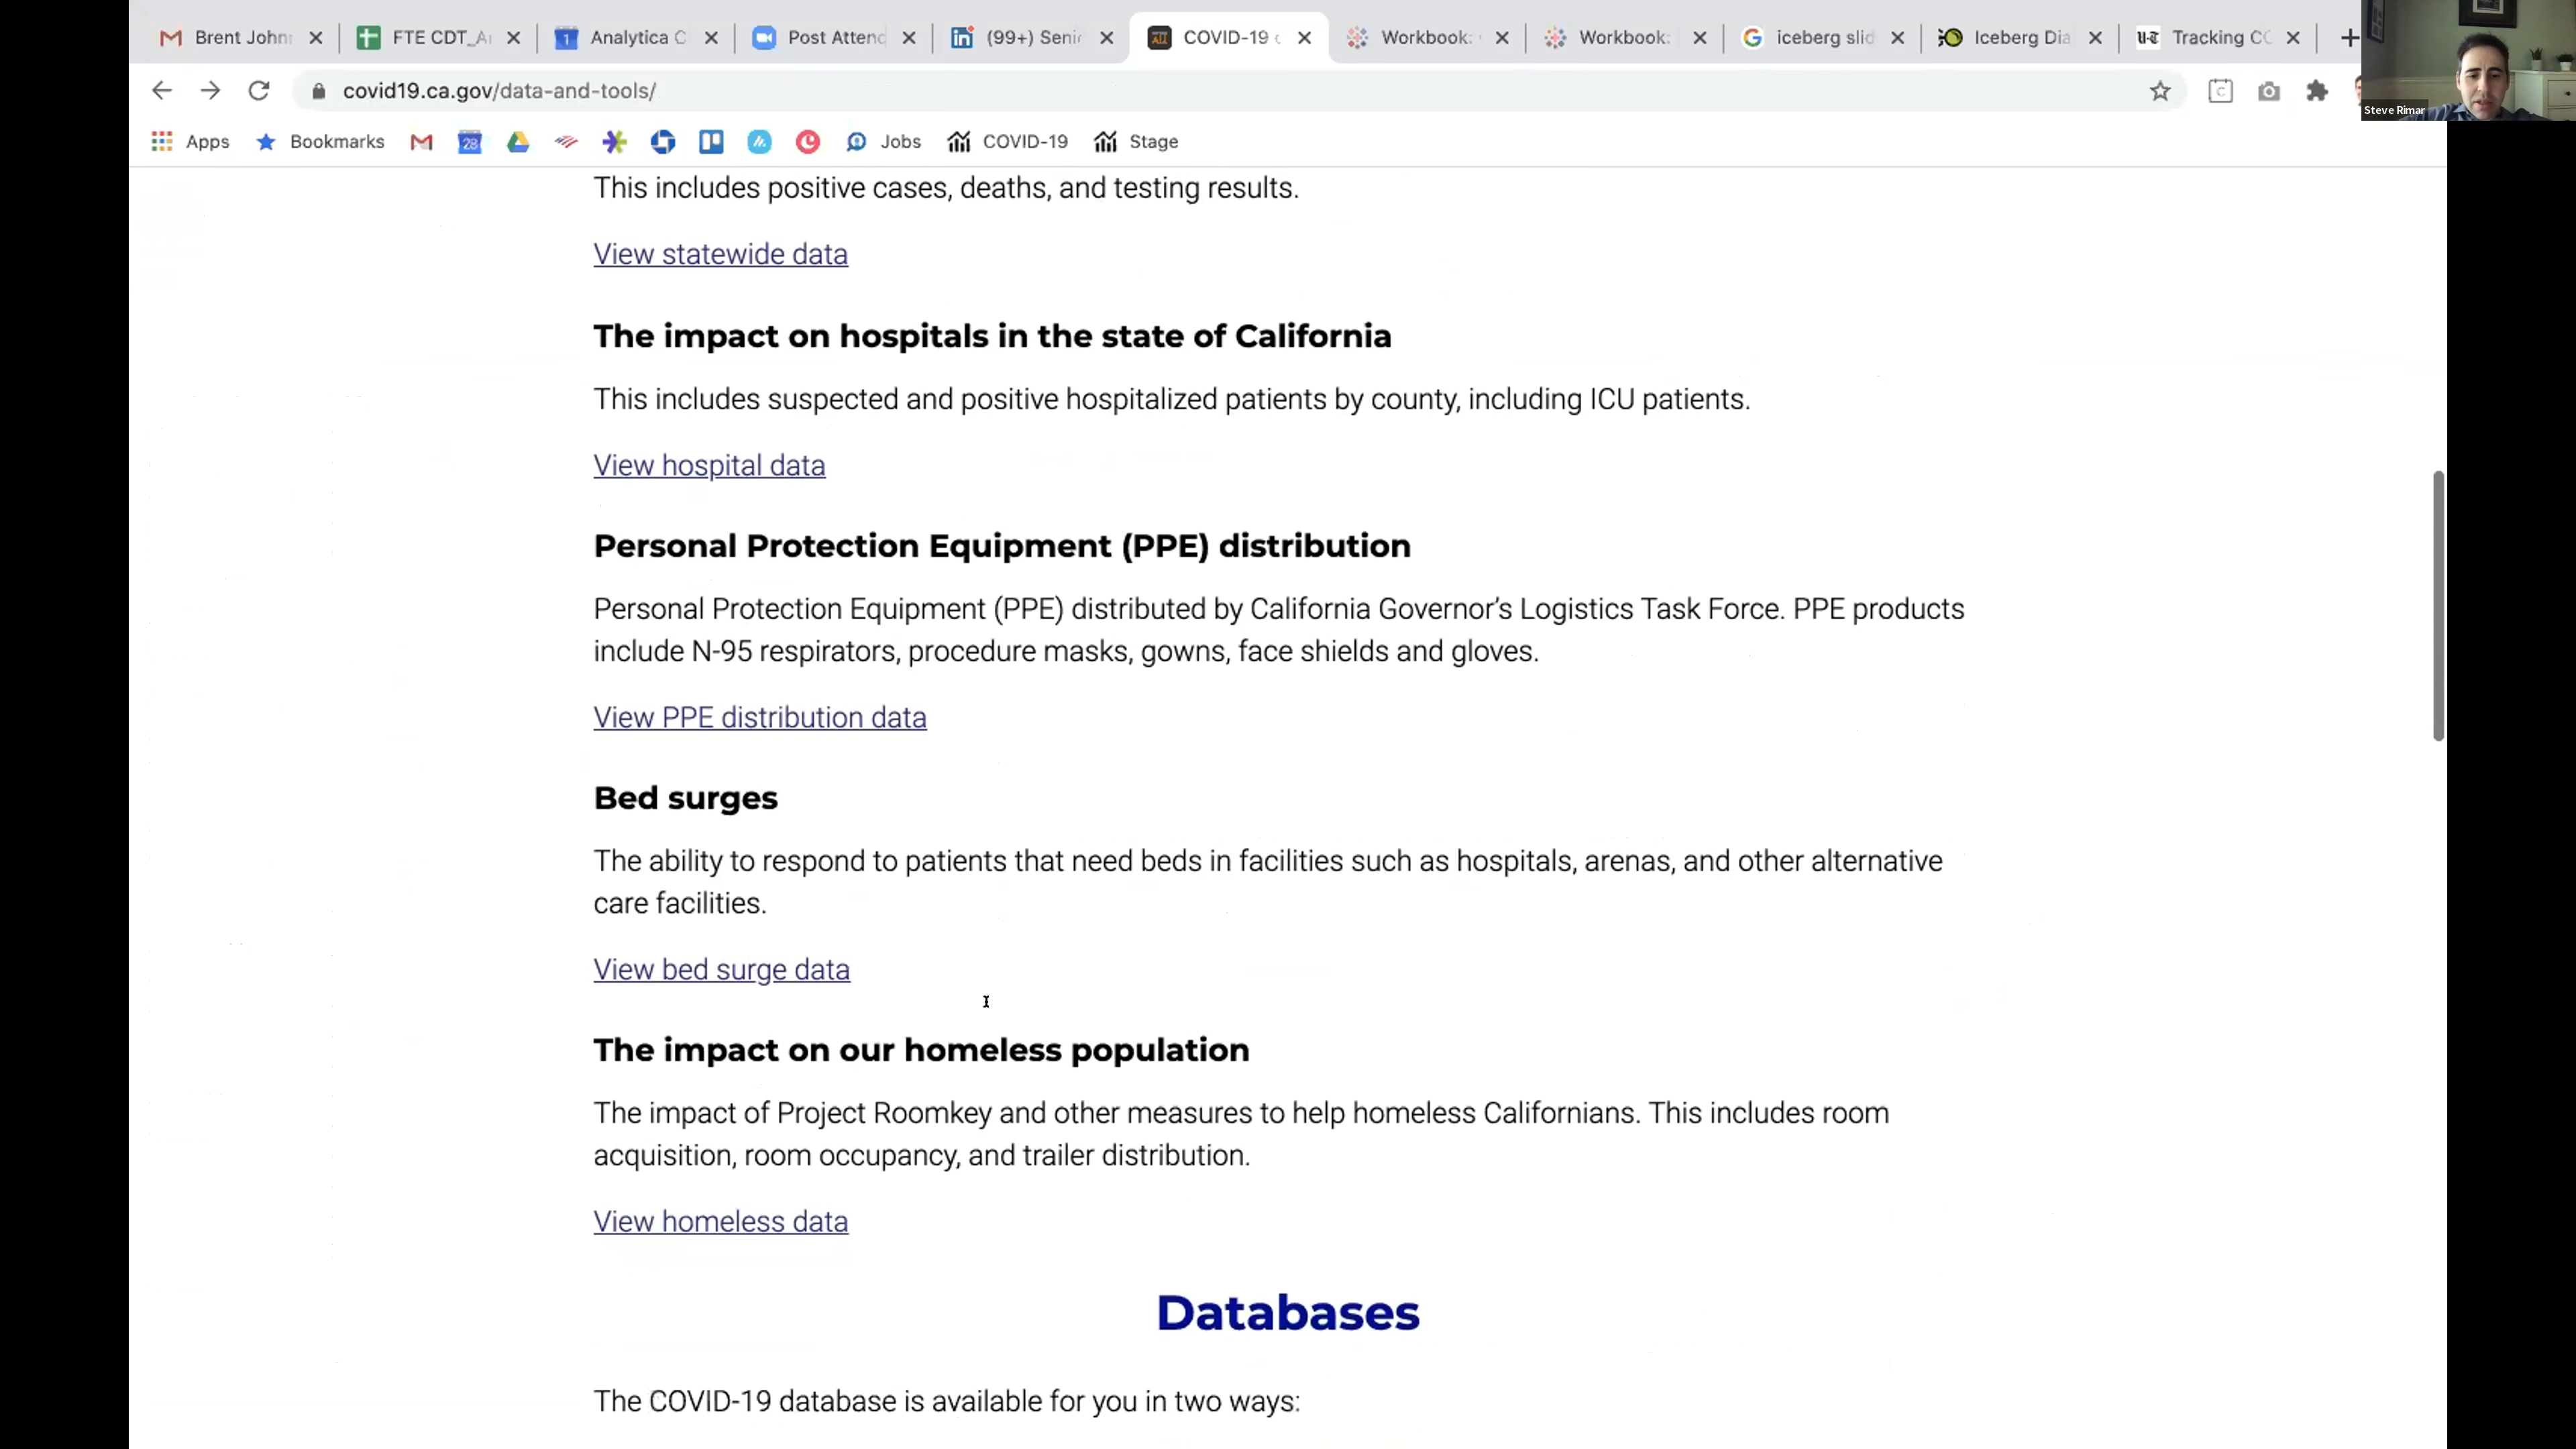 Brent John
FTE CDT_A
Analytica C
Post Attend
(99+) Seni
COVID-19
Workbook:
Workbook:
iceberg slid
Iceberg Dia
Tracking CO
covid19.ca.gov/data-and-tools/
Steve Rimar
Apps
Bookmarks
28
Jobs
COVID-19
Stage
This includes positive cases, deaths, and testing results.
View statewide data
The impact on hospitals in the state of California
This includes suspected and positive hospitalized patients by county, including ICU patients.
View hospital data
Personal Protection Equipment (PPE) distribution
Personal Protection Equipment (PPE) distributed by California Governor’s Logistics Task Force. PPE products
include N-95 respirators, procedure masks, gowns, face shields and gloves.
View PPE distribution data
Bed surges
The ability to respond to patients that need beds in facilities such as hospitals, arenas, and other alternative
care facilities.
View bed surge data
The impact on our homeless population
The impact of Project Roomkey and other measures to help homeless Californians. This includes room
acquisition, room occupancy, and trailer distribution.
View homeless data
Databases
The COVID-19 database is available for you in two ways: